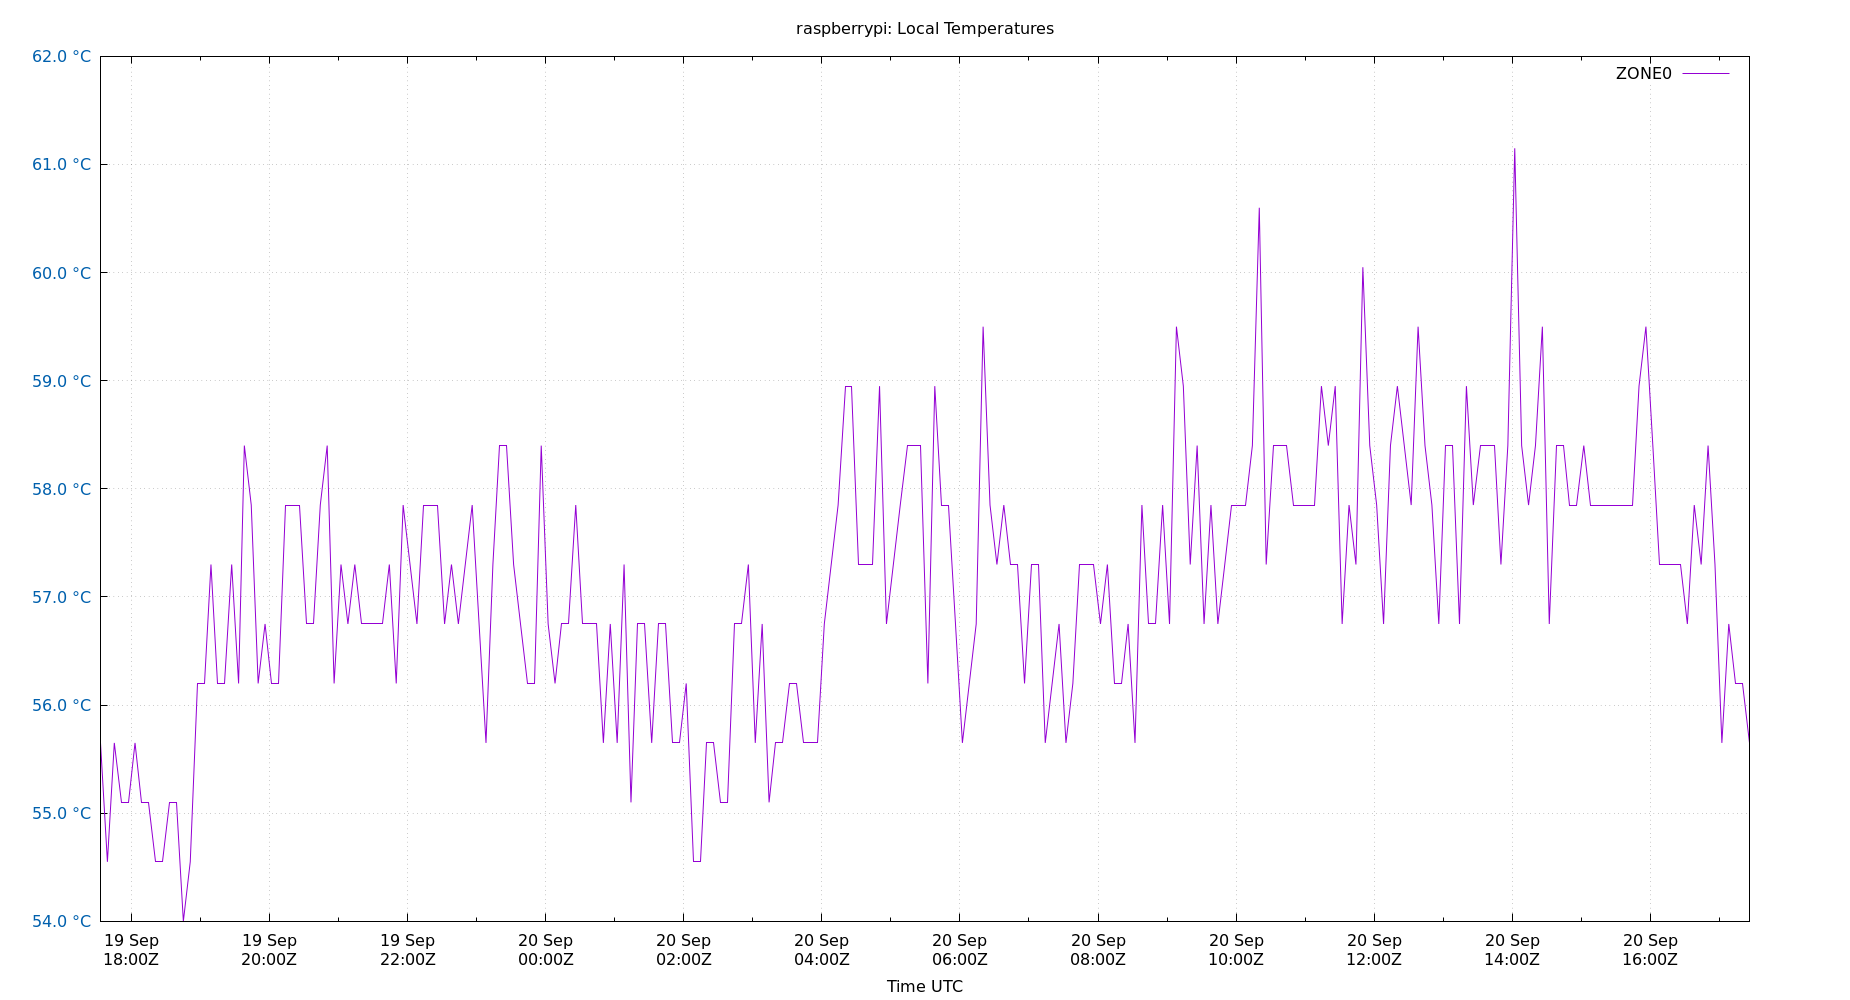 raspberrypi: Local Temperatures
62.0 °C
ZONE0
61.0 °C
60.0 °C
59.0 °C
58.0 °C
57.0 °C
56.0 °C
55.0 °C
54.0 °C
19 Sep 19 Sep 19 Sep 20 Sep 20 Sep 20 Sep 20 Sep 20 Sep 20 Sep 20 Sep 20 Sep 20 Sep
18:00Z 20:00Z 22:00Z 00:00Z 02:00Z 04:00Z 06:00Z 08:00Z 10:00Z 12:00Z 14:00Z 16:00Z
Time UTC